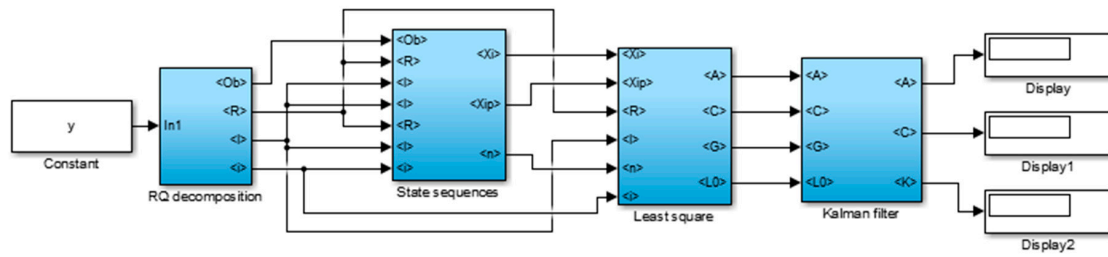 y
Constant
In1
<Ob>
<R>
<l>
<i>
RQ decomposition
<Ob>
<R>
<l>
<l>
<R>
<l>
<i>
<Xi>
<Xip>
<n>
State sequences
<Xi>
<Xip>
<R>
<l>
<n>
<i>
<A>
<C>
<G>
<L0>
Least square
<A>
<C>
<G>
<L0>
<A>
<C>
<K>
Kalman filter
Display
Display1
Display2